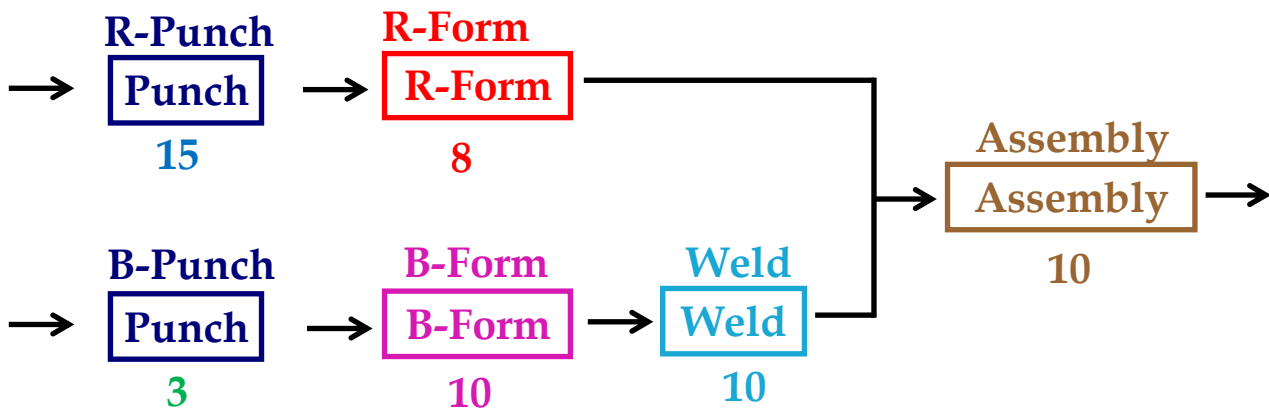 R-Punch
Punch
15
R-Form
R-Form
8
Assembly
Assembly
10
B-Punch
Punch
3
B-Form
B-Form
10
Weld
Weld
10